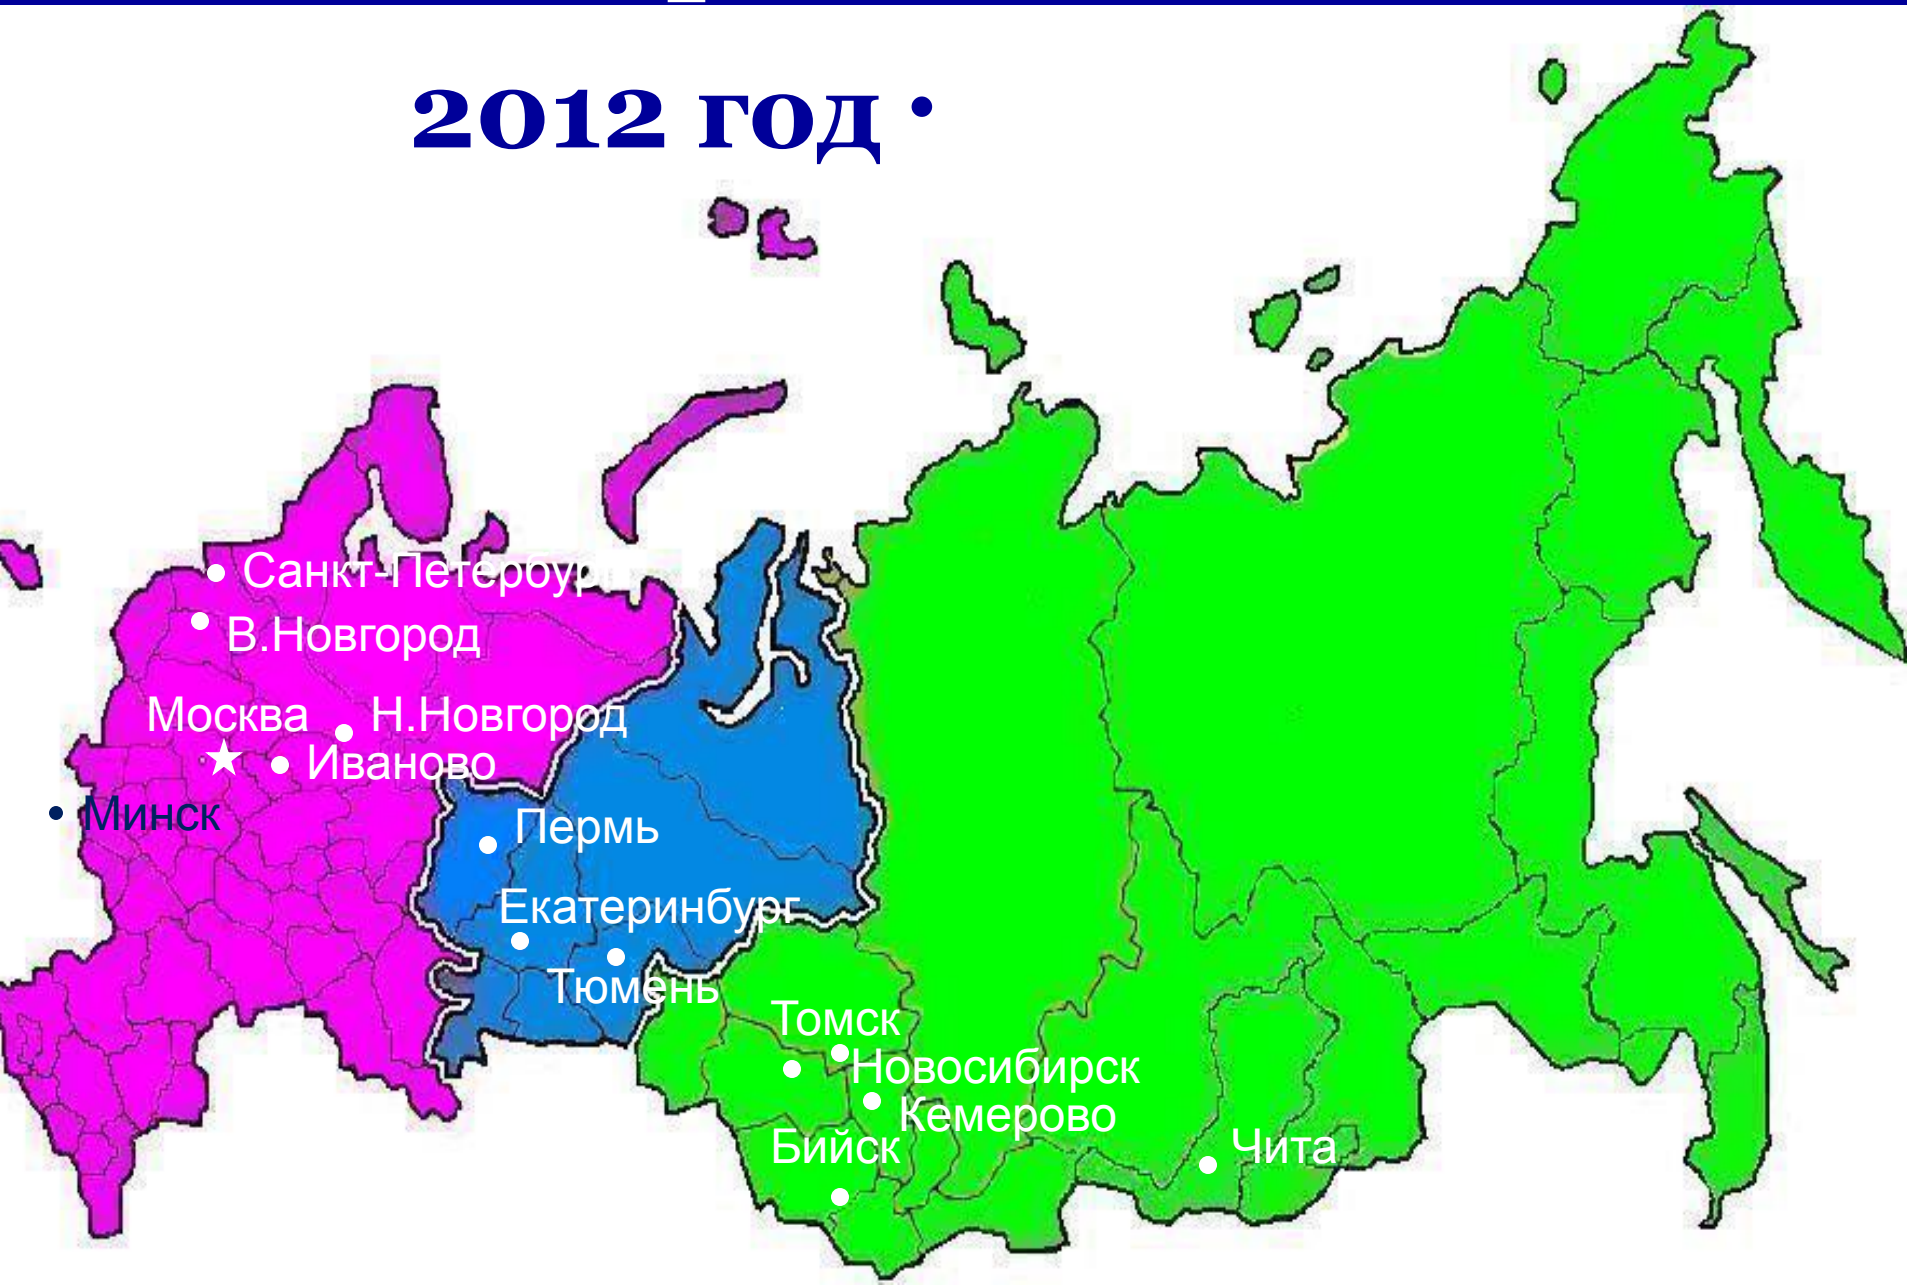 2012 год •
Санкт-Петербург
В.Новгород
Москва
Н.Новгород
Иваново
• Минск
Пермь
Екатеринбург
Тюмень
Томск
Новосибирск
Кемерово
Бийск
Чита